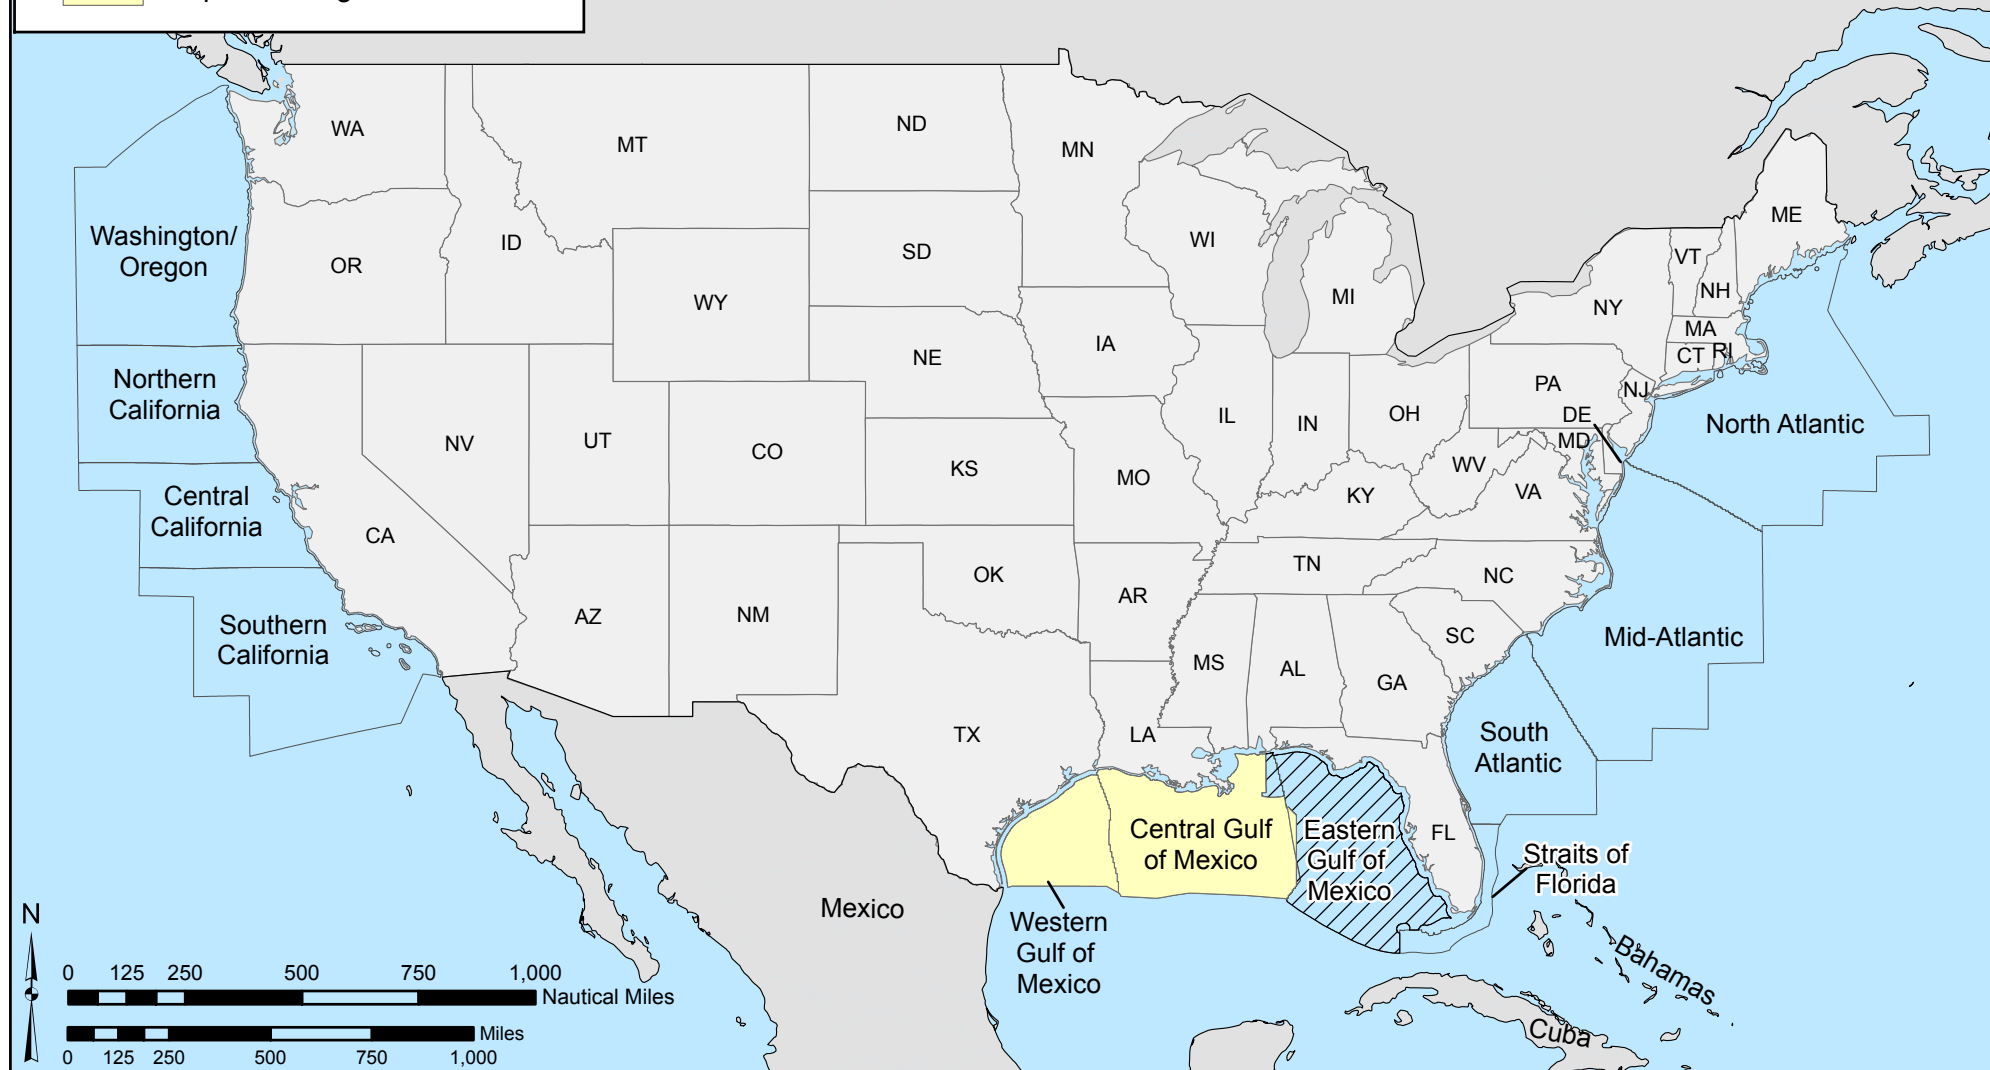 WA
MT
ND
MN
ME
Washington/
Oregon
OR
ID
SD
WI
VT
WY
MI
NH
NY
MA
IA
NE
CT
RI
Northern
California
PA
NJ
DE
North Atlantic
NV
UT
CO
IL
IN
OH
MD
KS
MO
WV
KY
VA
Central
California
CA
OK
TN
NC
AR
AZ
NM
Southern
California
SC
Mid-Atlantic
MS
AL
GA
TX
LA
South
Atlantic
Central Gulf
of Mexico
Eastern
Gulf of
Mexico
FL
Straits of
Florida
Mexico
Western
Gulf of
Mexico
Bahamas
Cuba
N
0 125 250 500 750 1,000
Nautical Miles
Miles
0 125 250 500 750 1,000